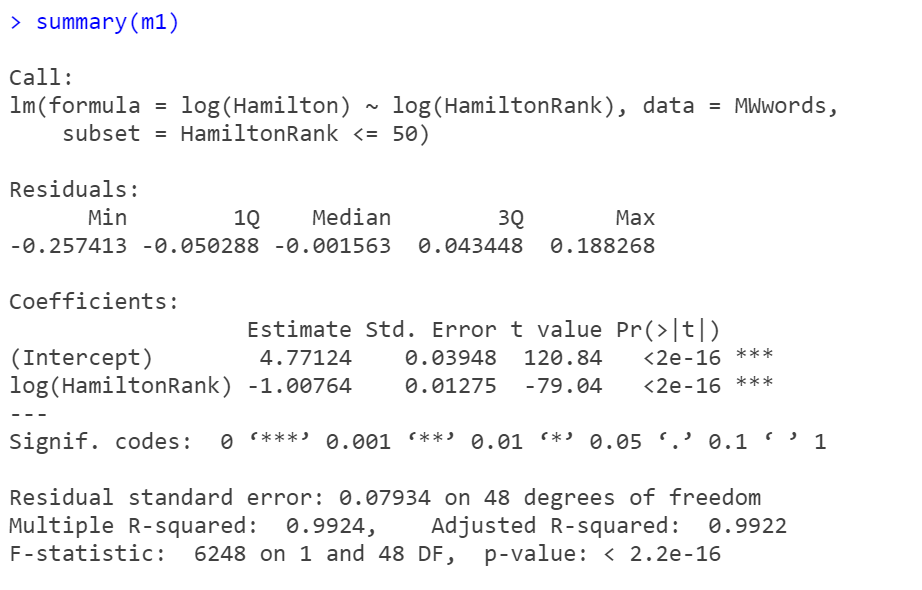 > summary(m1)
Call:
lm(formula = log(Hamilton) ~ log(HamiltonRank), data = MWwords,
    subset = HamiltonRank <= 50)
Residuals:
      Min        1Q    Median        3Q       Max
-0.257413 -0.050288 -0.001563  0.043448  0.188268
Coefficients:
                  Estimate Std. Error t value Pr(>|t|)
(Intercept)        4.77124    0.03948  120.84   <2e-16 ***
log(HamiltonRank) -1.00764    0.01275  -79.04   <2e-16 ***
---
Signif. codes:  0 ‘***’ 0.001 ‘**’ 0.01 ‘*’ 0.05 ‘.’ 0.1 ‘ ’ 1
Residual standard error: 0.07934 on 48 degrees of freedom
Multiple R-squared:  0.9924,    Adjusted R-squared:  0.9922
F-statistic:  6248 on 1 and 48 DF,  p-value: < 2.2e-16